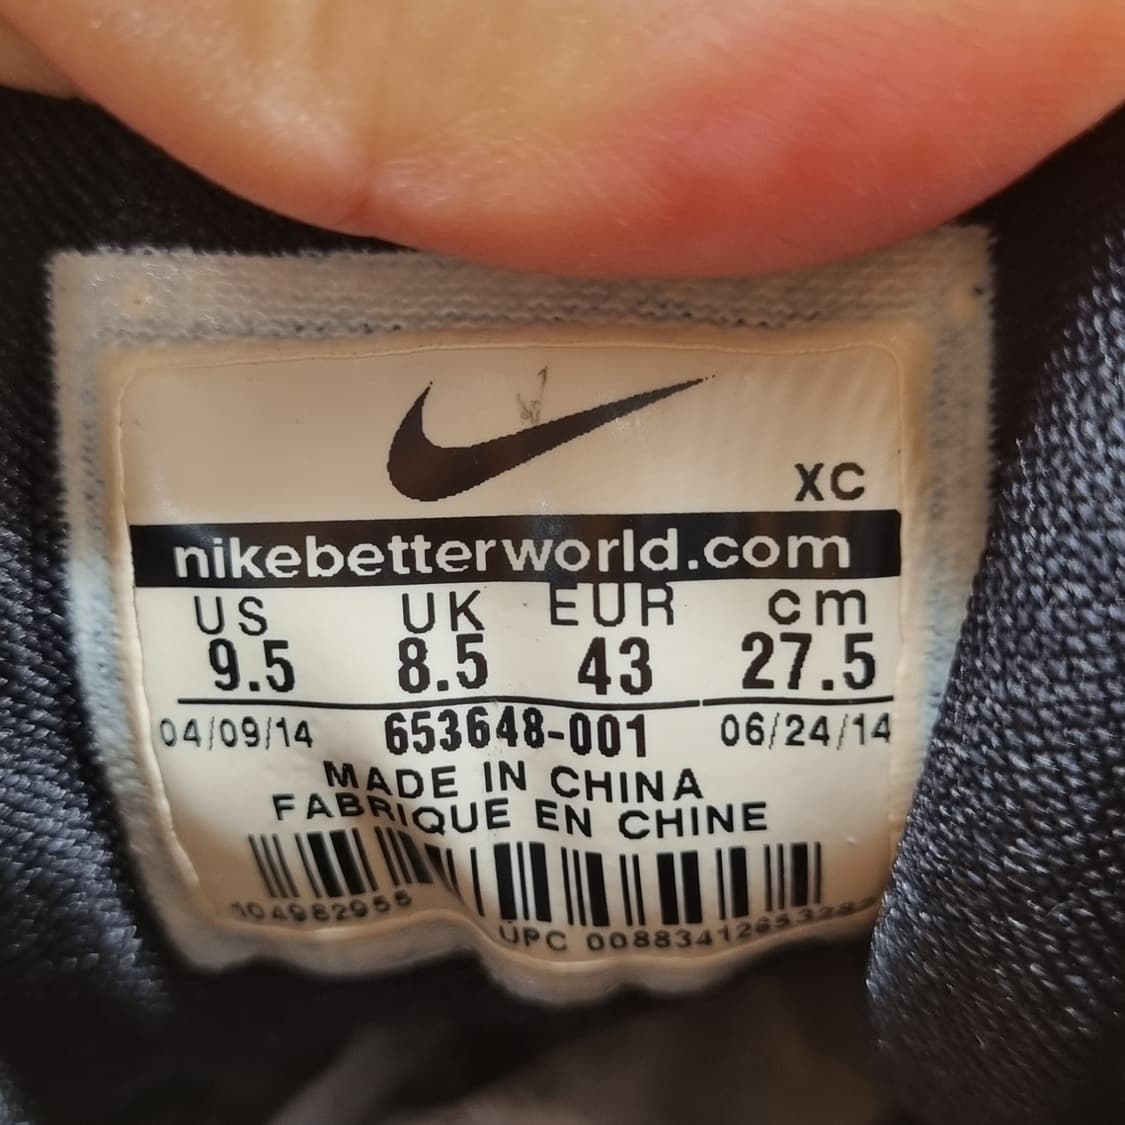 XC
nikebetterworld.com
US UK EUR cm
9.5 8.5 43 27.5
04/09/14 653648-001 06/24/14
MADE IN CHINA
FABRIQUE EN CHINE
UPC